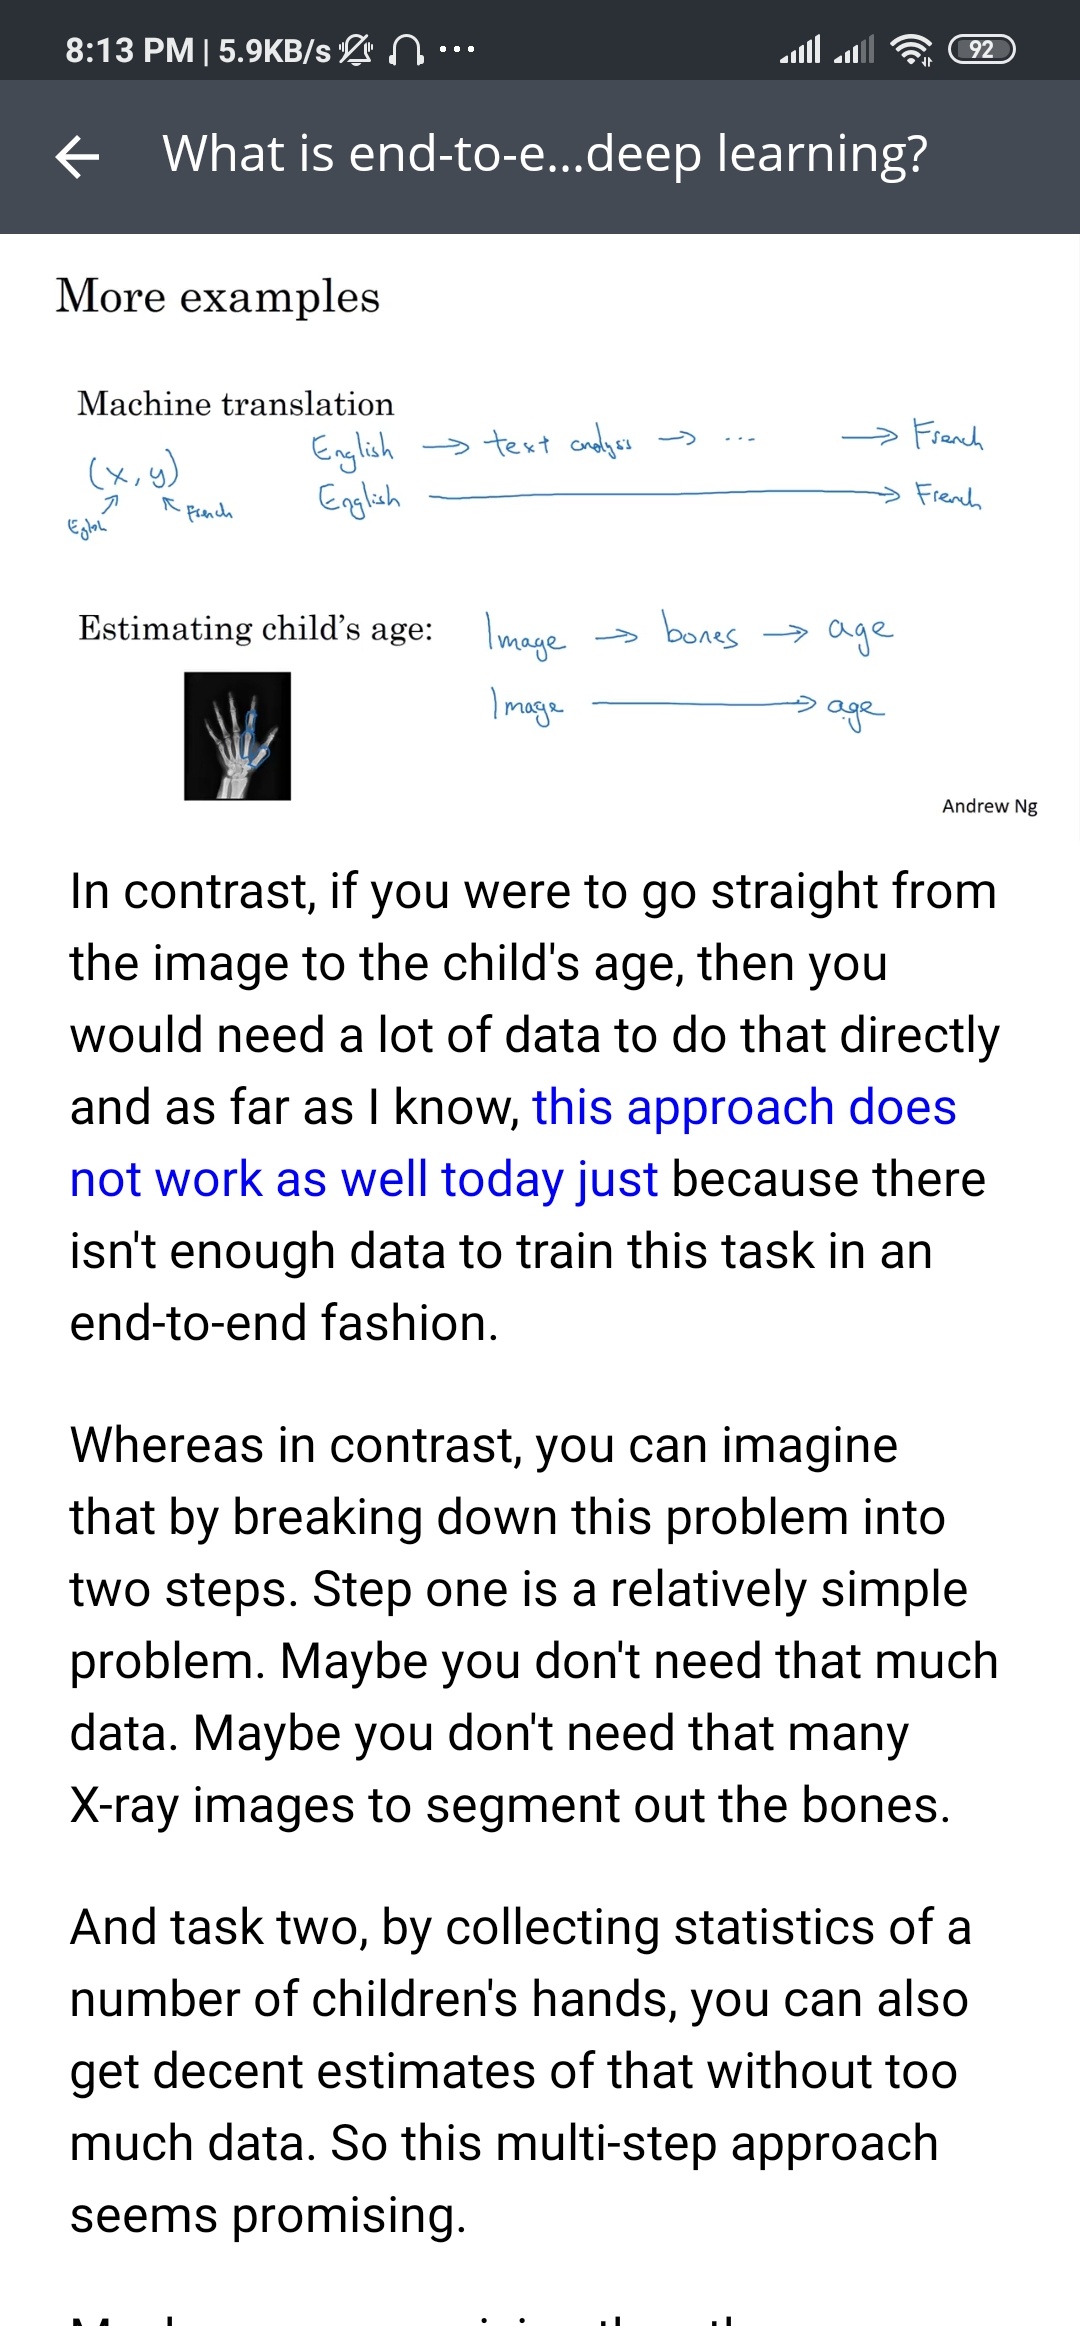 8:13 PM | 5.9KB/s ...
92
What is end-to-e...deep learning?
More examples
Machine translation
English → text analysis → ... → French
(x, y)
English → French
French
Estimating child's age:
Image → bones → age
Image → age
Andrew Ng
In contrast, if you were to go straight from
the image to the child's age, then you
would need a lot of data to do that directly
and as far as I know, this approach does
not work as well today just because there
isn't enough data to train this task in an
end-to-end fashion.
Whereas in contrast, you can imagine
that by breaking down this problem into
two steps. Step one is a relatively simple
problem. Maybe you don't need that much
data. Maybe you don't need that many
X-ray images to segment out the bones.
And task two, by collecting statistics of a
number of children's hands, you can also
get decent estimates of that without too
much data. So this multi-step approach
seems promising.